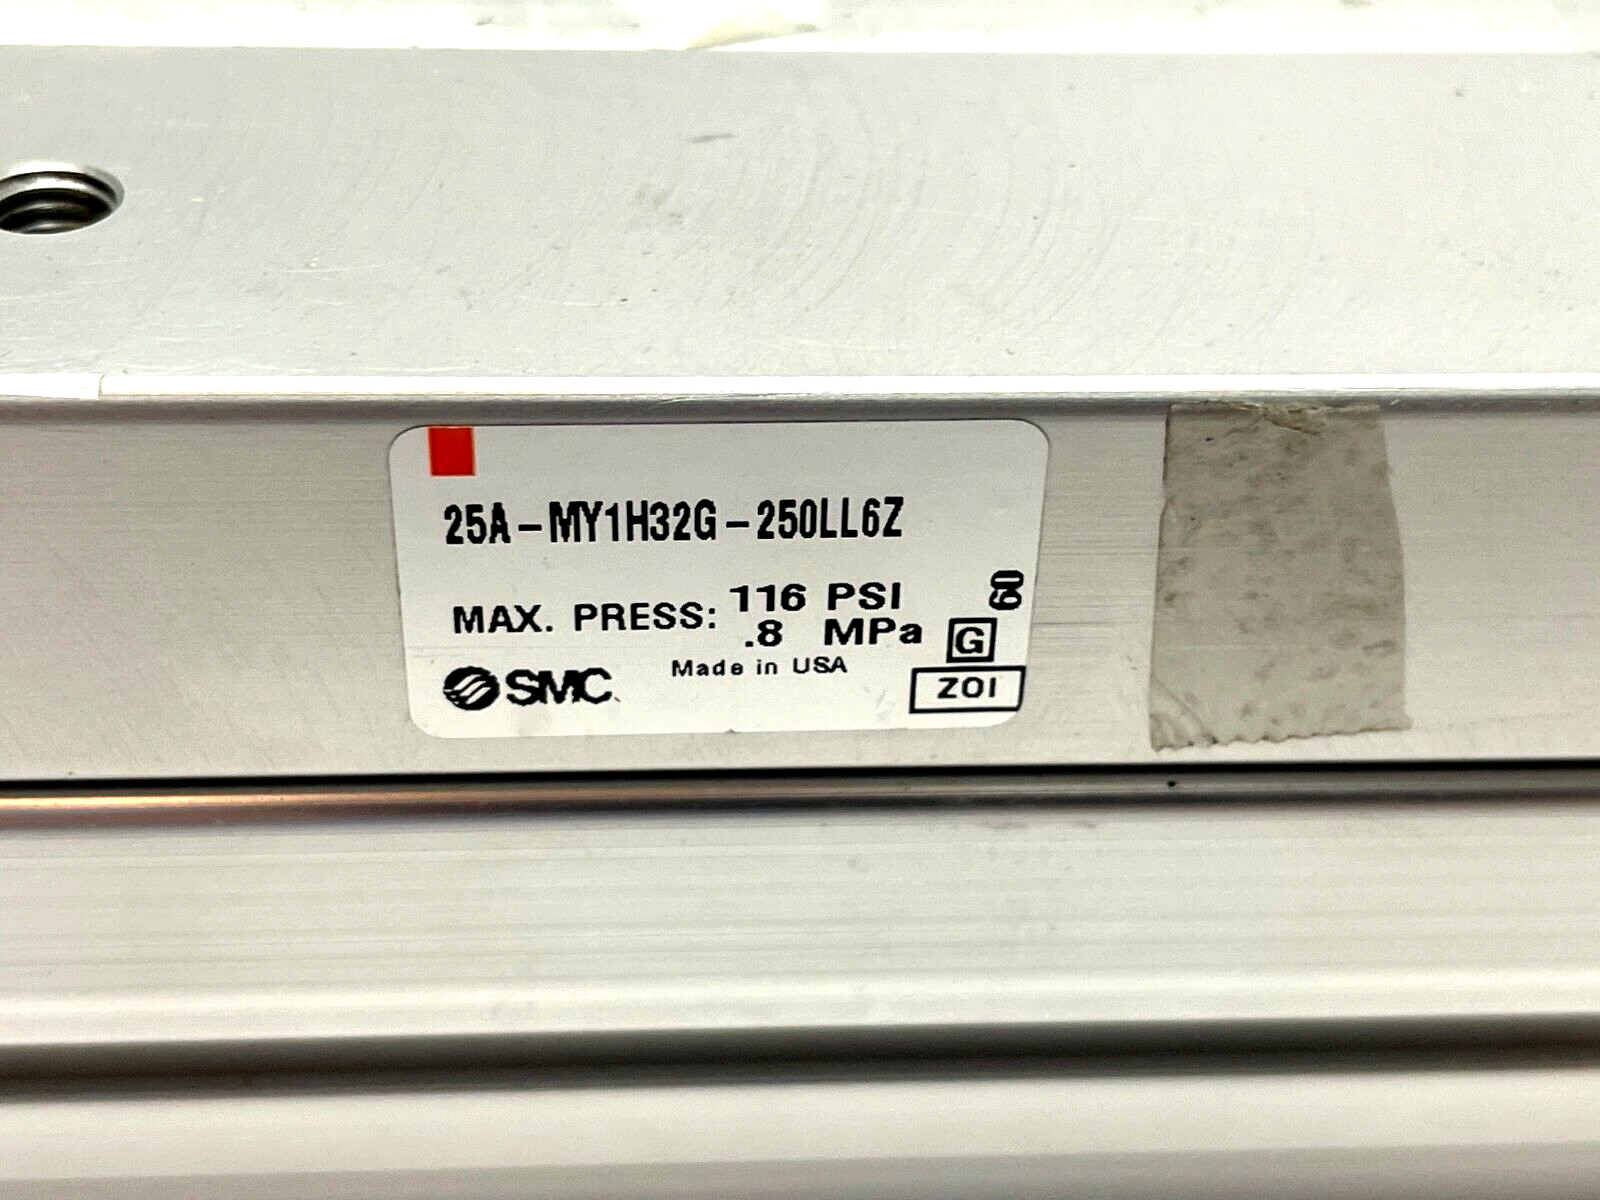 25A-MY1H32G-250LL6Z
MAX. PRESS: 116 PSI
.8 MPa
60
G
Made in USA
SMC
ZOI